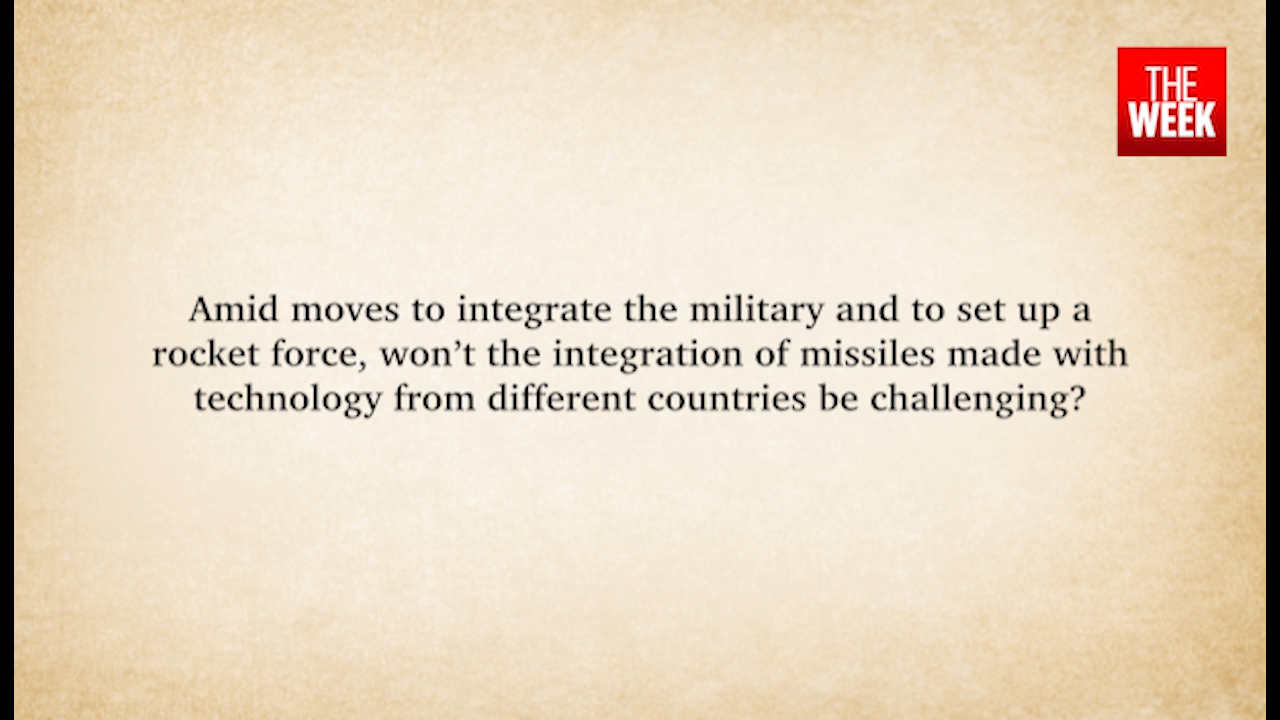 THE
WEEK
Amid moves to integrate the military and to set up a
rocket force, won’t the integration of missiles made with
technology from different countries be challenging?